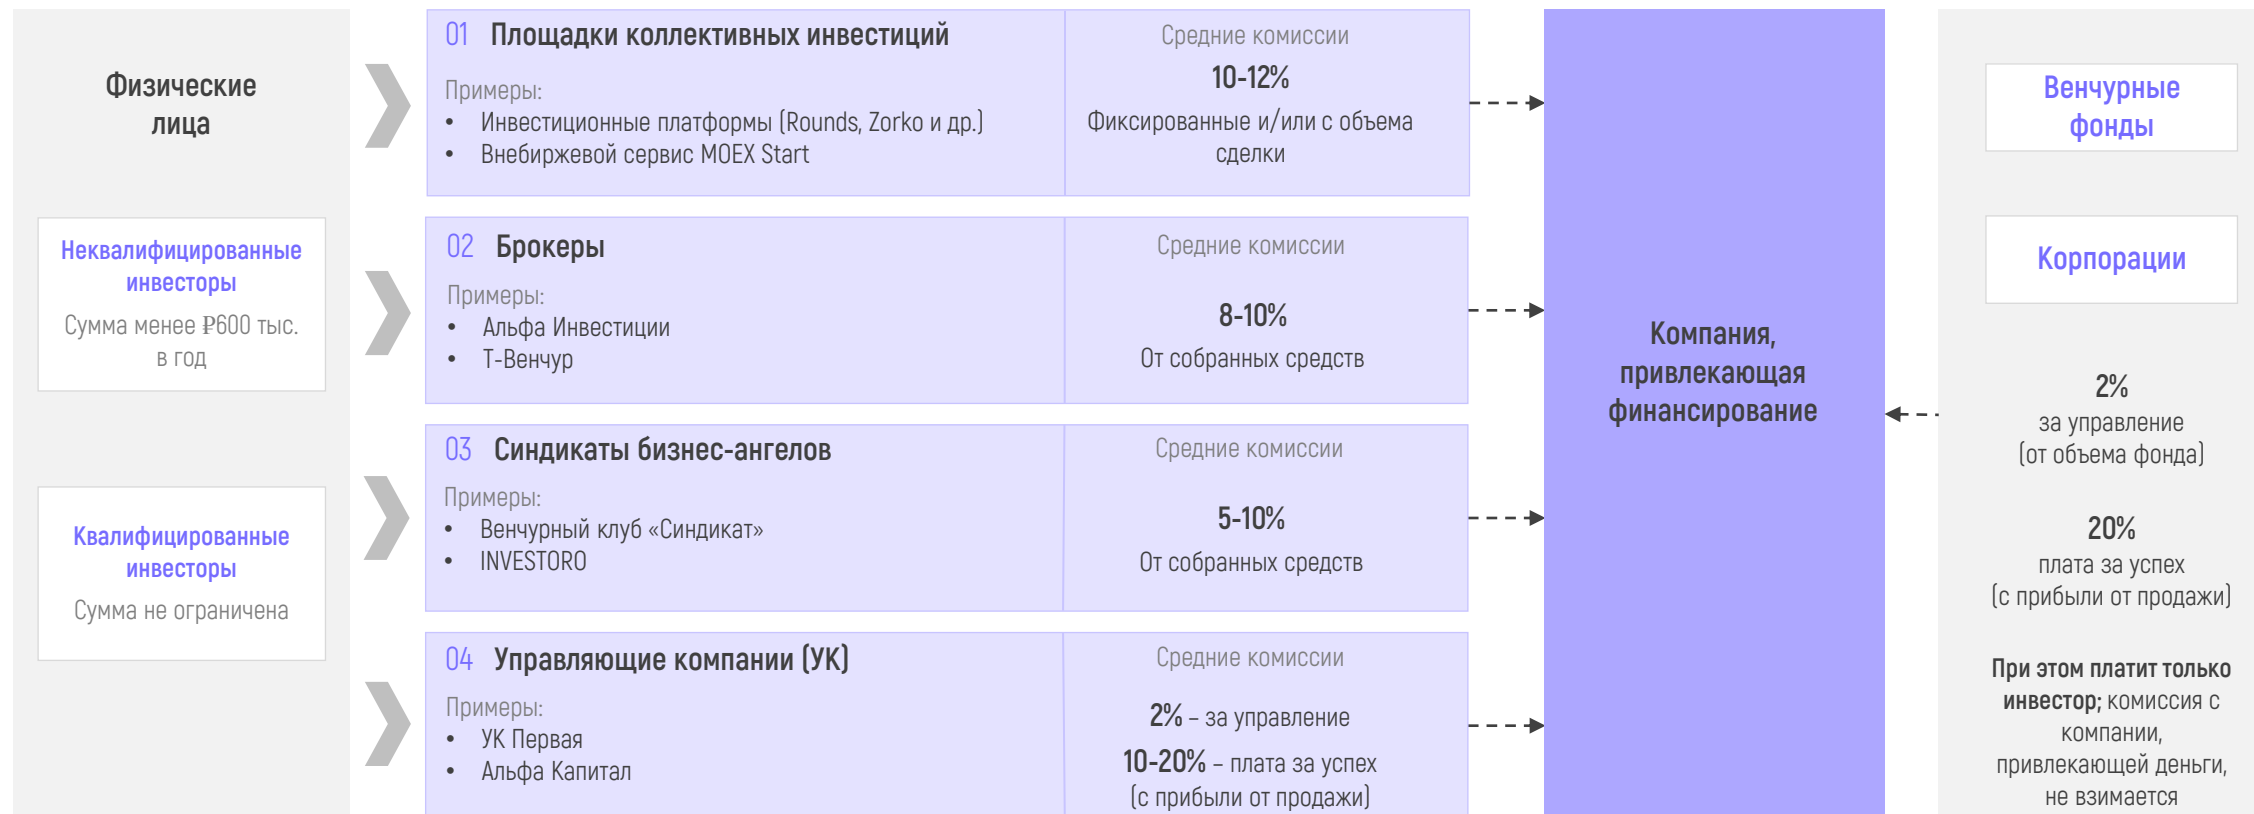 Физические
лица
Неквалифицированные
инвесторы
Сумма менее ₽600 тыс.
в год
Квалифицированные
инвесторы
Сумма не ограничена
01 Площадки коллективных инвестиций
Примеры:
• Инвестиционные платформы (Rounds, Zorko и др.)
• Внебиржевой сервис MOEX Start
Средние комиссии
10-12%
Фиксированные и/или с объема
сделки
02 Брокеры
Примеры:
• Альфа Инвестиции
• Т-Венчур
Средние комиссии
8-10%
От собранных средств
03 Синдикаты бизнес-ангелов
Примеры:
• Венчурный клуб «Синдикат»
• INVESTORO
Средние комиссии
5-10%
От собранных средств
04 Управляющие компании (УК)
Примеры:
• УК Первая
• Альфа Капитал
Средние комиссии
2% – за управление
10-20% – плата за успех
(с прибыли от продажи)
Компания,
привлекающая
финансирование
Венчурные
фонды
Корпорации
2%
за управление
(от объема фонда)
20%
плата за успех
(с прибыли от продажи)
При этом платит только
инвестор; комиссия с
компании,
привлекающей деньги,
не взимается